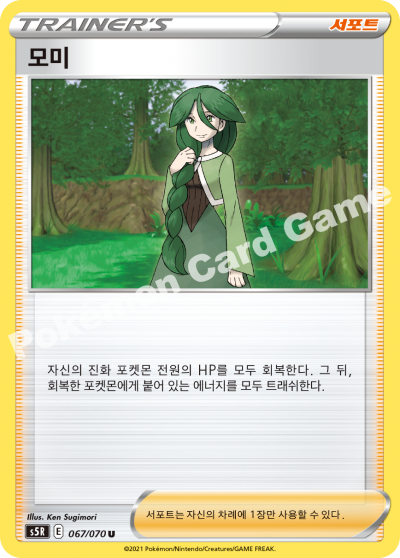 TRAINER'S
서포트
모미
Pokémon Card Game
자신의 진화 포켓몬 전원의 HP를 모두 회복한다. 그 뒤,
회복한 포켓몬에게 붙어 있는 에너지를 모두 트래쉬한다.
Illus. Ken Sugimori
s5R E 067/070 U
서포트는 자신의 차례에 1장만 사용할 수 있다.
©2021 Pokémon/Nintendo/Creatures/GAME FREAK.